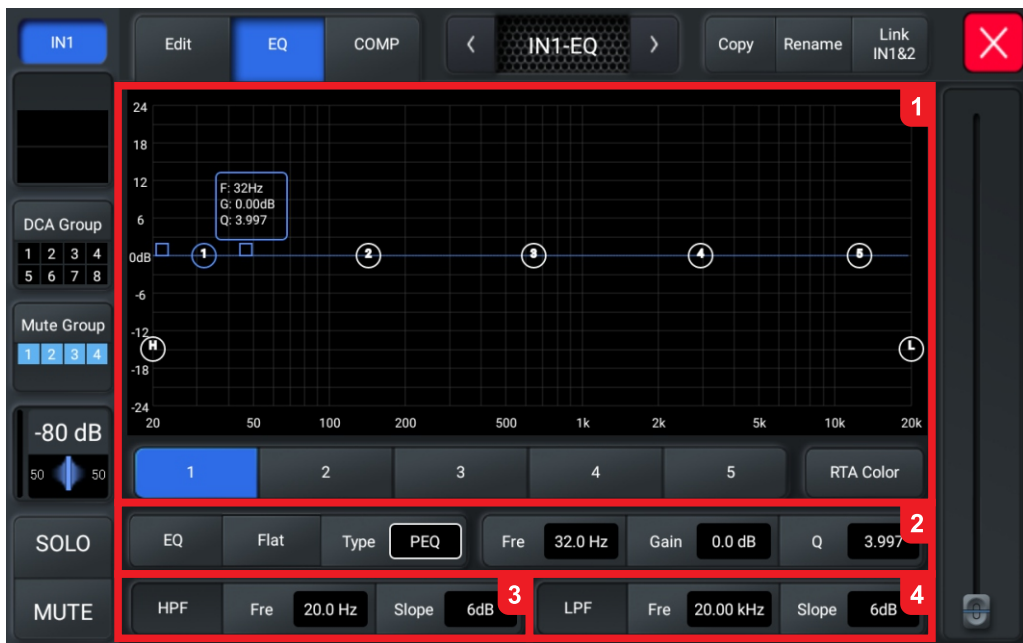 IN1
Edit
EQ
COMP
<
IN1-EQ
>
Copy
Rename
Link
IN1&2
1
24
18
12
6
0dB
-6
-12
-18
-24
F: 32Hz
G: 0.00dB
Q: 3.997
1
2
3
4
5
H
L
20
50
100
200
500
1k
2k
5k
10k
20k
DCA Group
1 2 3 4
5 6 7 8
Mute Group
1 2 3 4
-80 dB
50 50
1
2
3
4
5
RTA Color
SOLO
EQ
Flat
Type
PEQ
Fre
32.0 Hz
Gain
0.0 dB
Q
3.997
2
MUTE
HPF
Fre
20.0 Hz
Slope
6dB
3
LPF
Fre
20.00 kHz
Slope
6dB
4
0